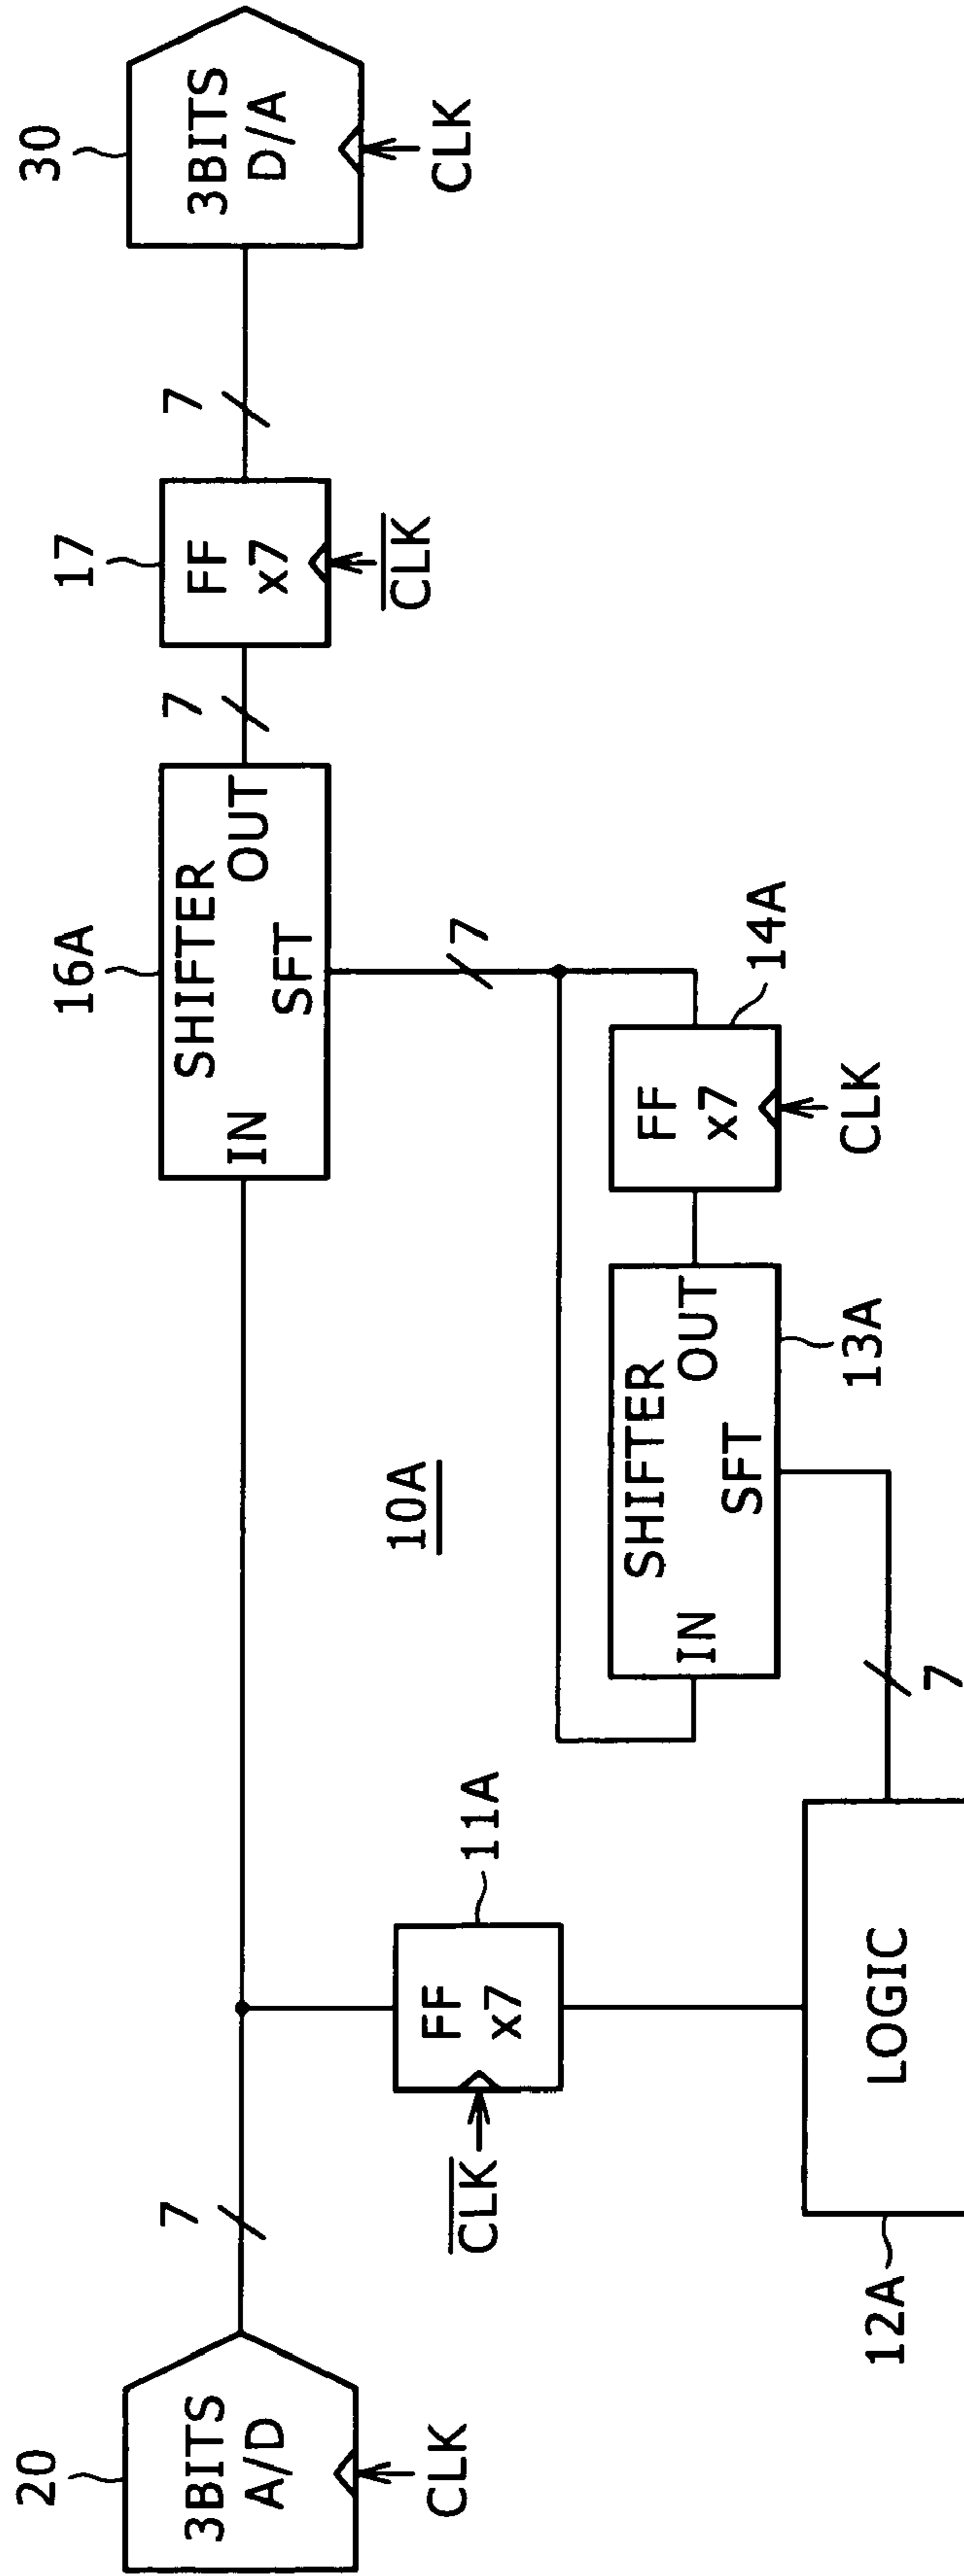 20
3BITS
A/D
CLK
7
CLK
FF
x7
11A
12A
LOGIC
7
10A
SHIFTER
IN
OUT
SFT
13A
FF
x7
14A
CLK
7
16A
SHIFTER
IN
OUT
SFT
7
17
FF
x7
CLK
7
30
3BITS
D/A
CLK